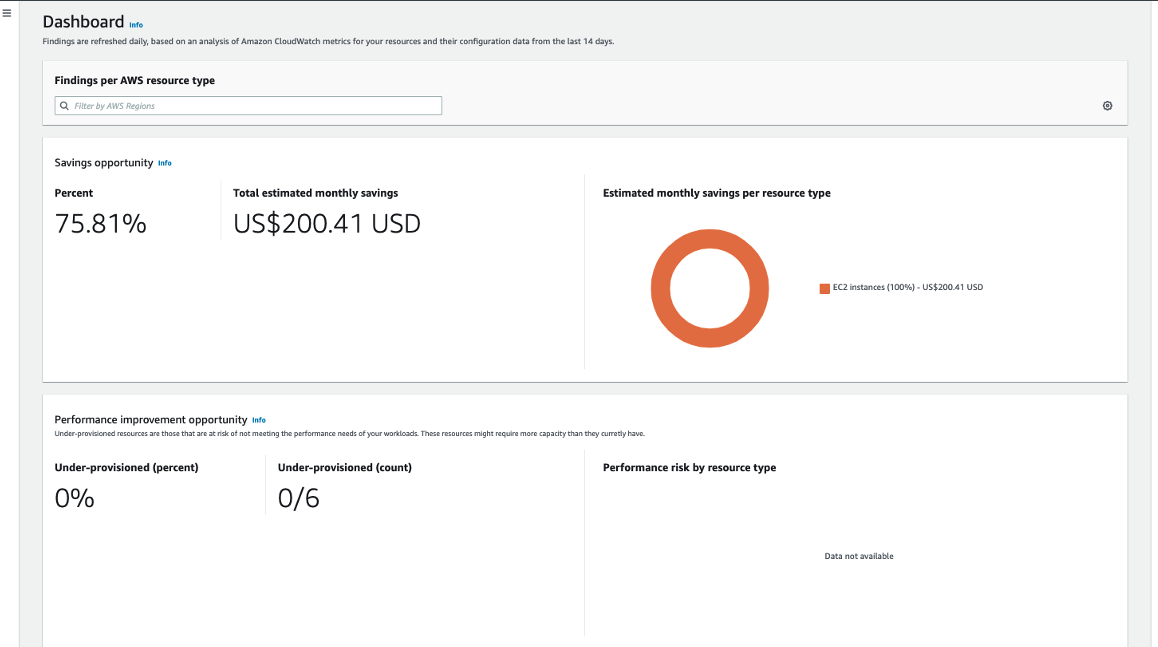 Dashboard Info
Findings are refreshed daily, based on an analysis of Amazon CloudWatch metrics for your resources and their configuration data from the last 14 days.
Findings per AWS resource type
Filter by AWS Regions
Savings opportunity Info
Percent
75.81%
Total estimated monthly savings
US$200.41 USD
Estimated monthly savings per resource type
EC2 instances (100%) - US$200.41 USD
Performance improvement opportunity Info
Under-provisioned resources are those that are at risk of not meeting the performance needs of your workloads. These resources might require more capacity than they curretly have.
Under-provisioned (percent)
0%
Under-provisioned (count)
0/6
Performance risk by resource type
Data not available